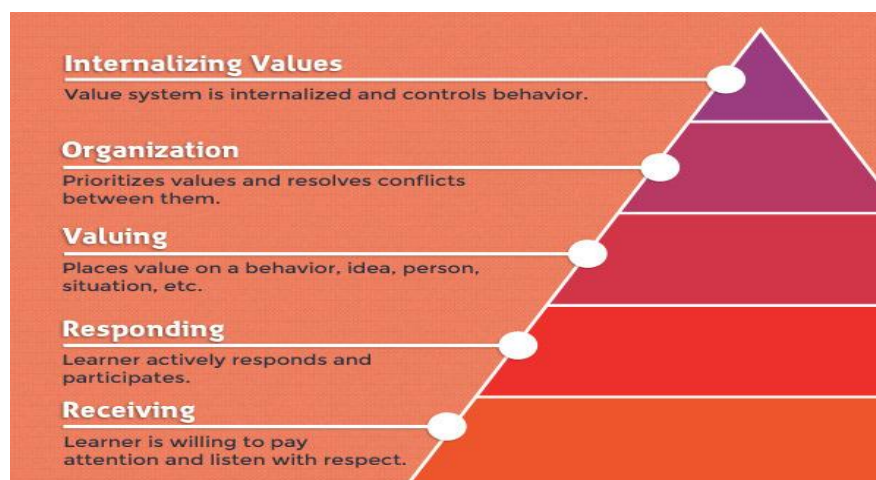 Internalizing Values
Value system is internalized and controls behavior.
Organization
Prioritizes values and resolves conflicts
between them.
Valuing
Places value on a behavior, idea, person,
situation, etc.
Responding
Learner actively responds and
participates.
Receiving
Learner is willing to pay
attention and listen with respect.